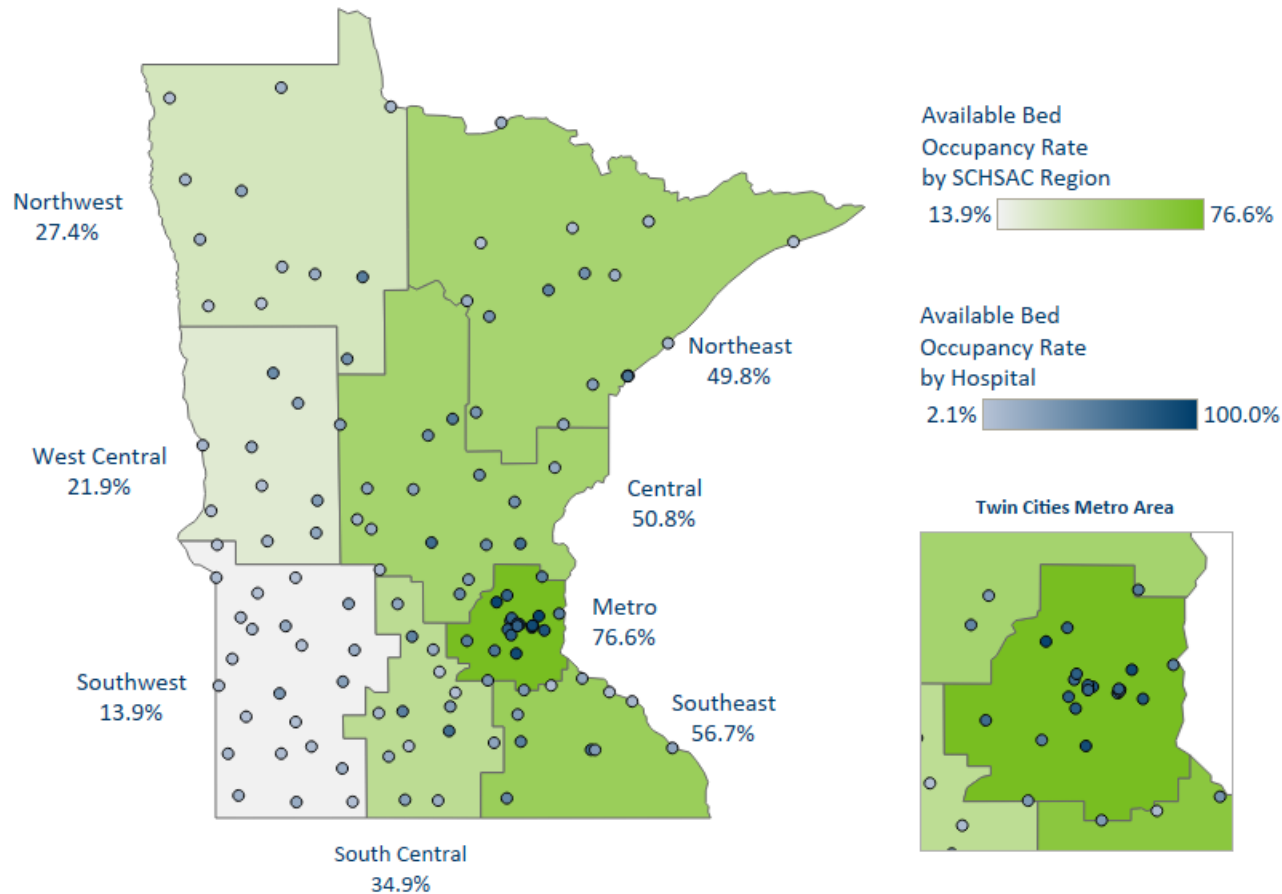 Northwest
27.4%
West Central
21.9%
Southwest
13.9%
South Central
34.9%
Northeast
49.8%
Central
50.8%
Metro
76.6%
Southeast
56.7%
Available Bed
Occupancy Rate
by SCHSAC Region
13.9% 76.6%
Available Bed
Occupancy Rate
by Hospital
2.1% 100.0%
Twin Cities Metro Area